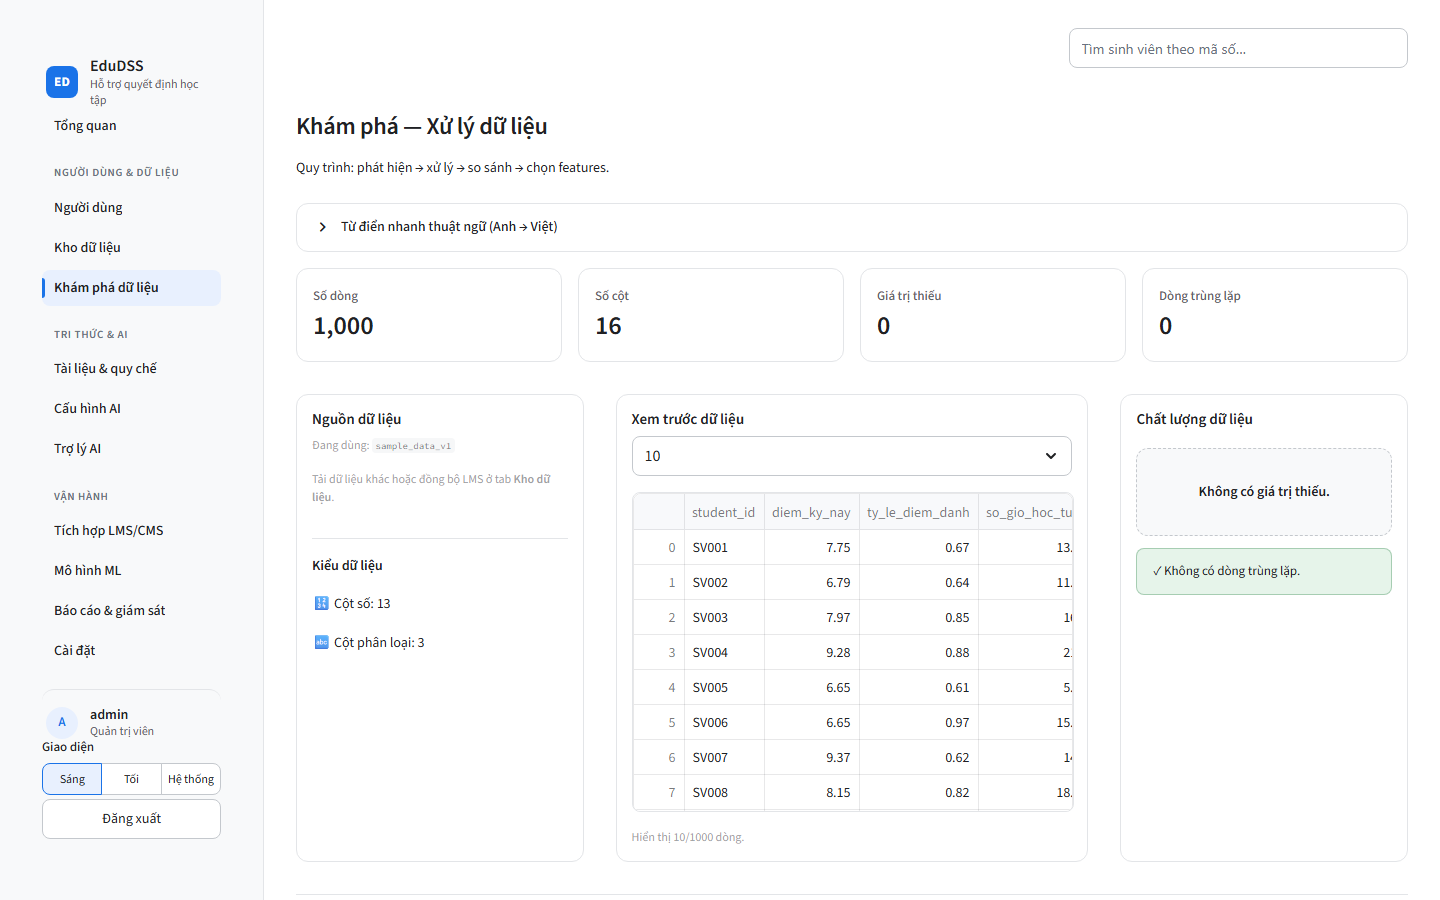 ED
EduDSS
Hỗ trợ quyết định học
tập
Tổng quan
NGƯỜI DÙNG & DỮ LIỆU
Người dùng
Kho dữ liệu
Khám phá dữ liệu
TRI THỨC & AI
Tài liệu & quy chế
Cấu hình AI
Trợ lý AI
VẬN HÀNH
Tích hợp LMS/CMS
Mô hình ML
Báo cáo & giám sát
Cài đặt
A
admin
Quản trị viên
Giao diện
Sáng Tối Hệ thống
Đăng xuất
Tìm sinh viên theo mã số...
Khám phá — Xử lý dữ liệu
Quy trình: phát hiện → xử lý → so sánh → chọn features.
Từ điển nhanh thuật ngữ (Anh → Việt)
Số dòng
1,000
Số cột
16
Giá trị thiếu
0
Dòng trùng lặp
0
Nguồn dữ liệu
Đang dùng: sample_data_v1
Tải dữ liệu khác hoặc đồng bộ LMS ở tab Kho dữ
liệu.
Kiểu dữ liệu
🔢 Cột số: 13
🔤 Cột phân loại: 3
Xem trước dữ liệu
10
student_id diem_ky_nay ty_le_diem_danh so_gio_hoc_tu
0 SV001 7.75 0.67 13.
1 SV002 6.79 0.64 11.
2 SV003 7.97 0.85 1
3 SV004 9.28 0.88 2.
4 SV005 6.65 0.61 5.
5 SV006 6.65 0.97 15.
6 SV007 9.37 0.62 14
7 SV008 8.15 0.82 18.
Hiển thị 10/1000 dòng.
Chất lượng dữ liệu
Không có giá trị thiếu.
✓ Không có dòng trùng lặp.